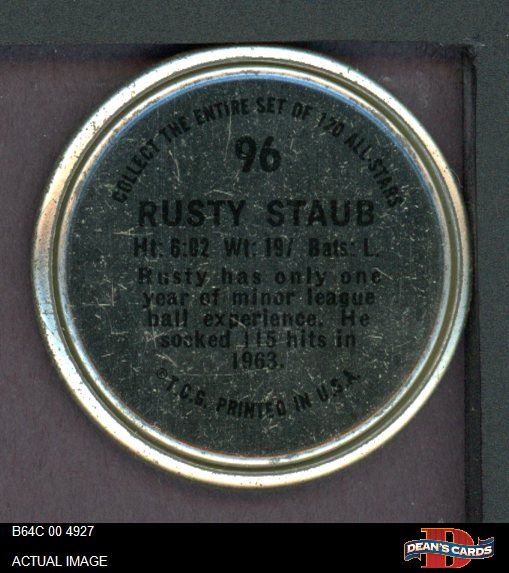 COLLECT THE ENTIRE SET OF 120 ALL-STARS
96
RUSTY STAUB
Ht: 6:02 Wt: 197 Bats: L.
Rusty has only one
year of minor league
ball experience. He
socked 115 hits in
1963.
©T.C.G. PRINTED IN U.S.A.
B64C 00 4927
ACTUAL IMAGE
D
DEAN'S CARDS